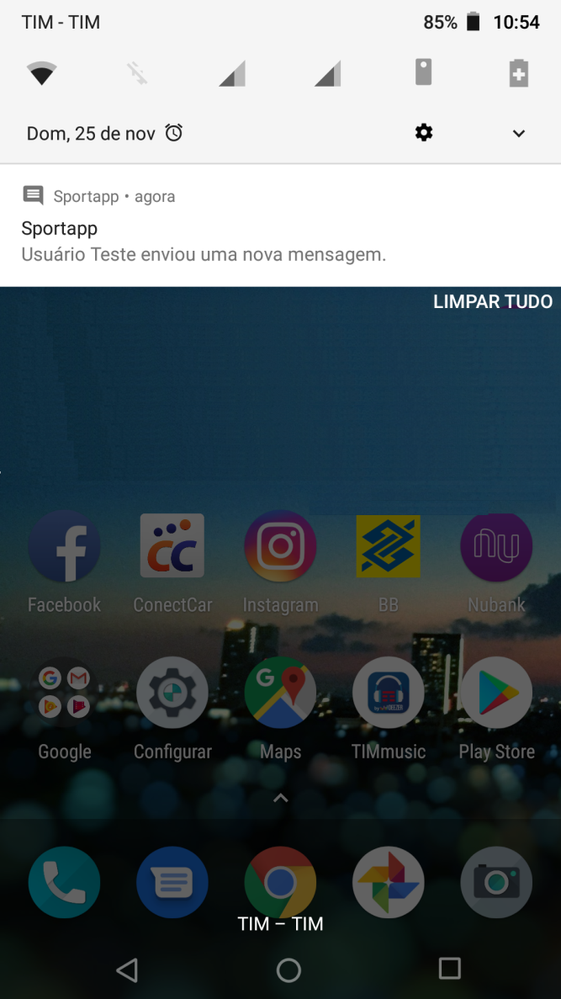 TIM - TIM 85% 10:54
Dom, 25 de nov
Sportapp • agora
Sportapp
Usuário Teste enviou uma nova mensagem.
LIMPAR TUDO
Facebook ConectCar Instagram BB Nubank
Google Configurar Maps TIMmusic Play Store
TIM – TIM